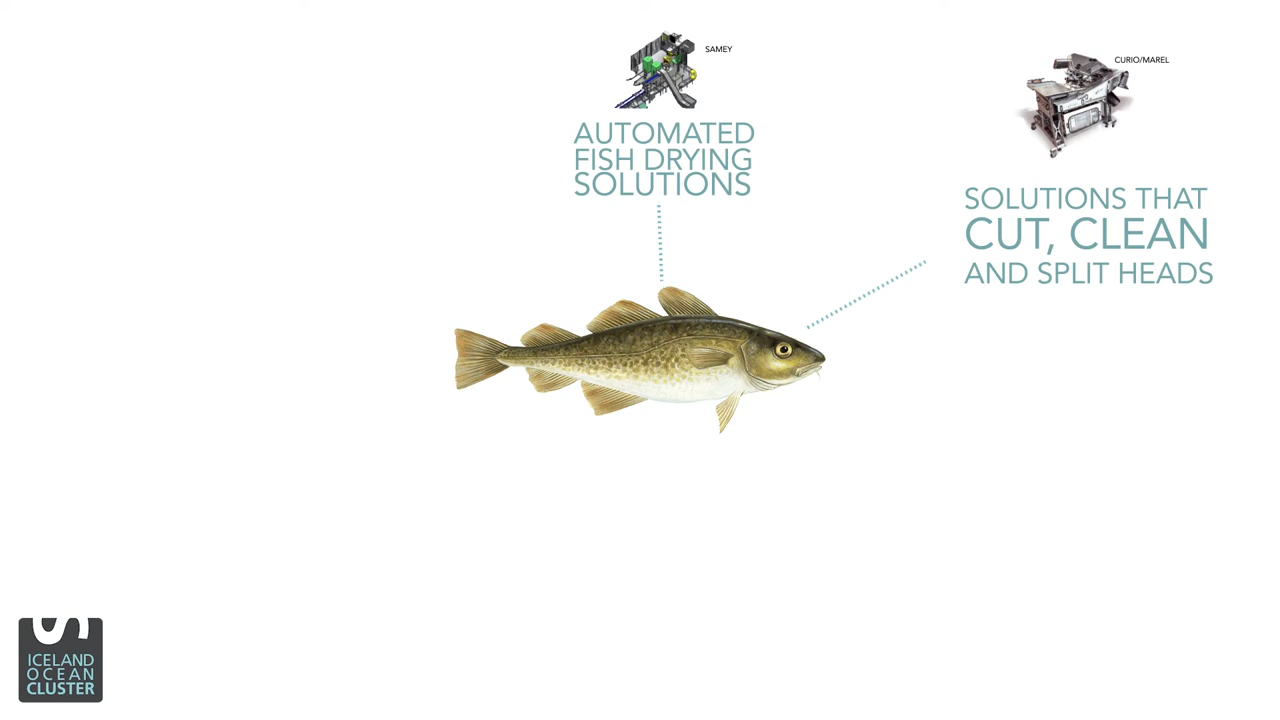 SAMEY
AUTOMATED
FISH DRYING
SOLUTIONS
CURIO/MAREL
SOLUTIONS THAT
CUT, CLEAN
AND SPLIT HEADS
ICELAND
OCEAN
CLUSTER